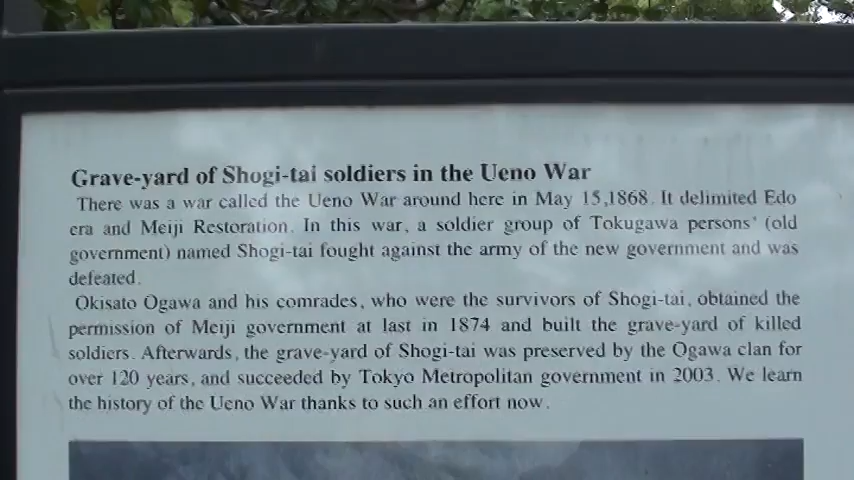 Grave-yard of Shogi-tai soldiers in the Ueno War
There was a war called the Ueno War around here in May 15,1868. It delimited Edo
era and Meiji Restoration. In this war, a soldier group of Tokugawa persons' (old
government) named Shogi-tai fought against the army of the new government and was
defeated.
Okisato Ogawa and his comrades, who were the survivors of Shogi-tai, obtained the
permission of Meiji government at last in 1874 and built the grave-yard of killed
soldiers. Afterwards, the grave-yard of Shogi-tai was preserved by the Ogawa clan for
over 120 years, and succeeded by Tokyo Metropolitan government in 2003. We learn
the history of the Ueno War thanks to such an effort now.